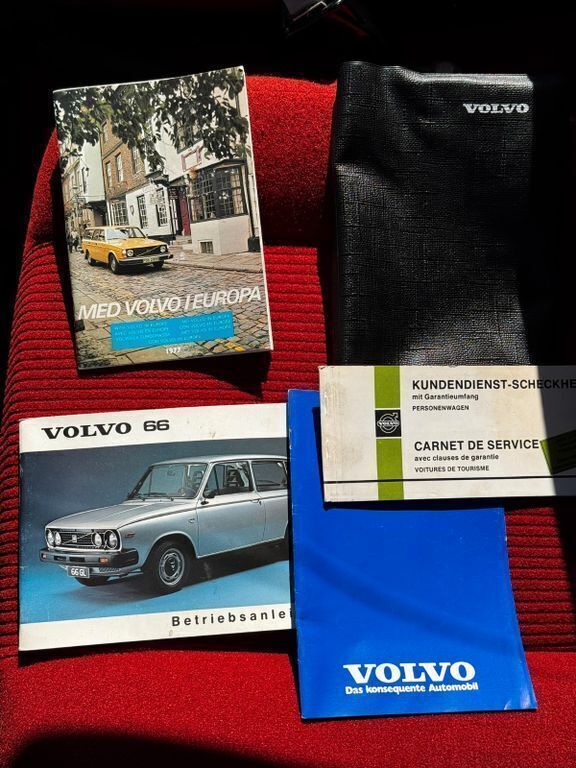 MED VOLVO I EUROPA
1977
VOLVO
KUNDENDIENST-SCHECKHE
mit Garantieumfang
PERSONENWAGEN
CARNET DE SERVICE
avec clauses de garantie
VOITURES DE TOURISME
VOLVO 66
66 GL
Betriebsanlei
VOLVO
Das konsequente Automobil